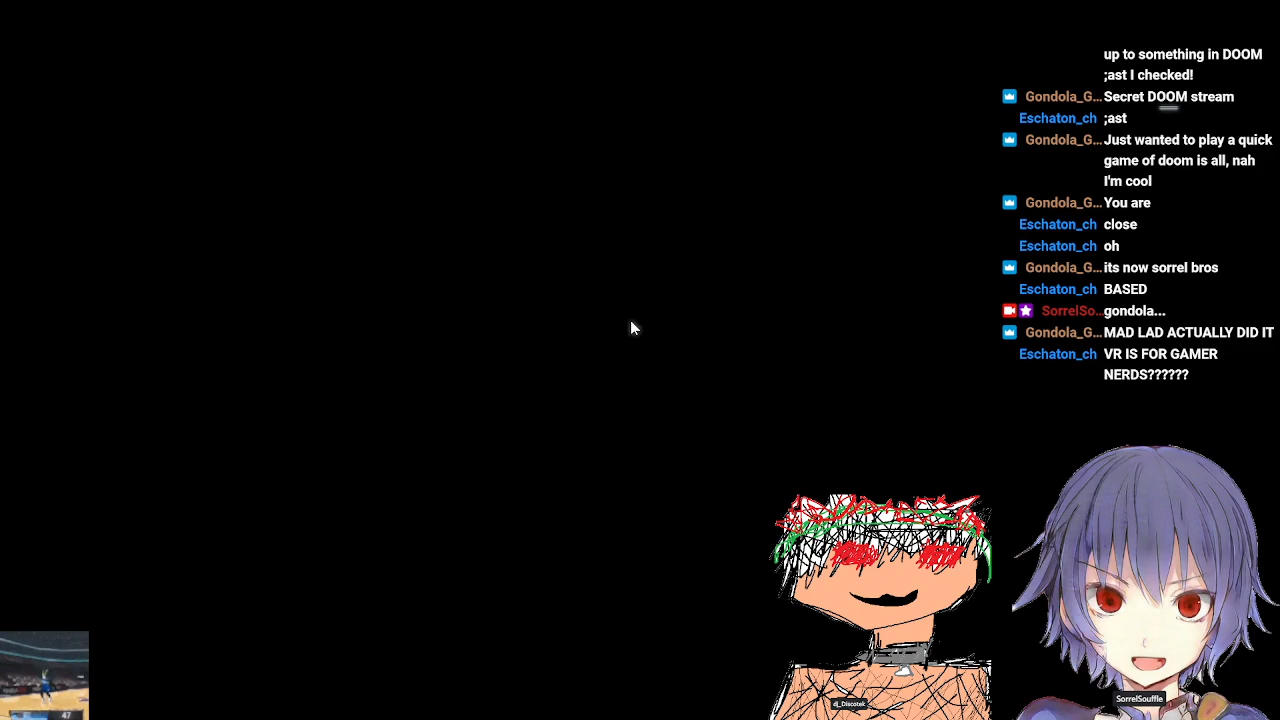 up to something in DOOM
;ast I checked!
Gondola_G... Secret DOOM stream
Eschaton_ch ;ast
Gondola_G... Just wanted to play a quick
game of doom is all, nah
I'm cool
Gondola_G... You are
Eschaton_ch close
Eschaton_ch oh
Gondola_G... its now sorrel bros
Eschaton_ch BASED
SorrelSo... gondola...
Gondola_G... MAD LAD ACTUALLY DID IT
Eschaton_ch VR IS FOR GAMER
NERDS??????
SorrelSouffle
dj_Discotek
47